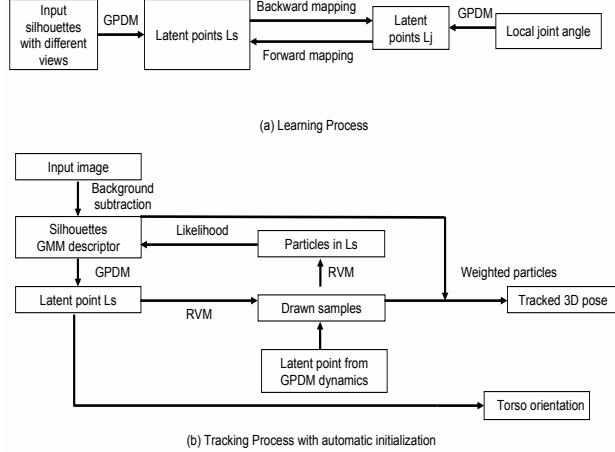 Input
silhouettes
with different
views
GPDM
Latent points Ls
Backward mapping
Forward mapping
Latent
points Lj
GPDM
Local joint angle
(a) Learning Process
Input image
Background
subtraction
Silhouettes
GMM descriptor
Likelihood
Particles in Ls
GPDM
RVM
Weighted particles
Latent point Ls
RVM
Drawn samples
Tracked 3D pose
Latent point from
GPDM dynamics
Torso orientation
(b) Tracking Process with automatic initialization